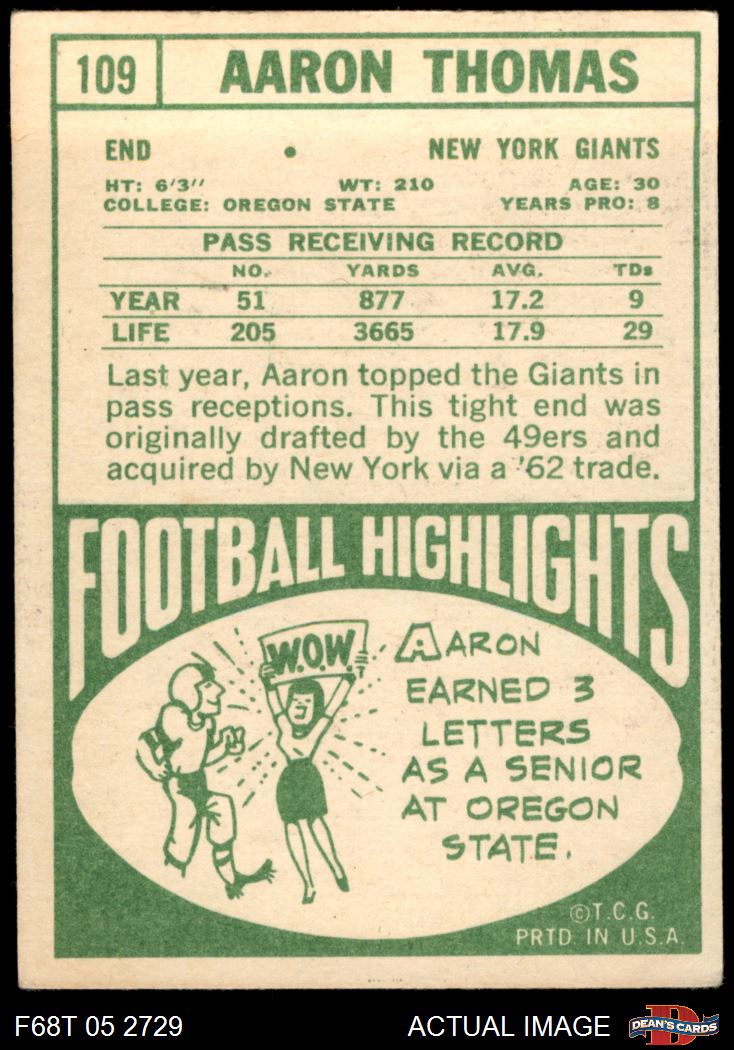 109 AARON THOMAS
END • NEW YORK GIANTS
HT: 6'3'' WT: 210 AGE: 30
COLLEGE: OREGON STATE YEARS PRO: 8
PASS RECEIVING RECORD
NO. YARDS AVG. TDs
YEAR 51 877 17.2 9
LIFE 205 3665 17.9 29
Last year, Aaron topped the Giants in
pass receptions. This tight end was
originally drafted by the 49ers and
acquired by New York via a '62 trade.
FOOTBALL HIGHLIGHTS
W.O.W.
AARON
EARNED 3
LETTERS
AS A SENIOR
AT OREGON
STATE.
©T.C.G.
PRTD IN U.S.A.
F68T 05 2729 ACTUAL IMAGE
D
DEAN'S CARDS